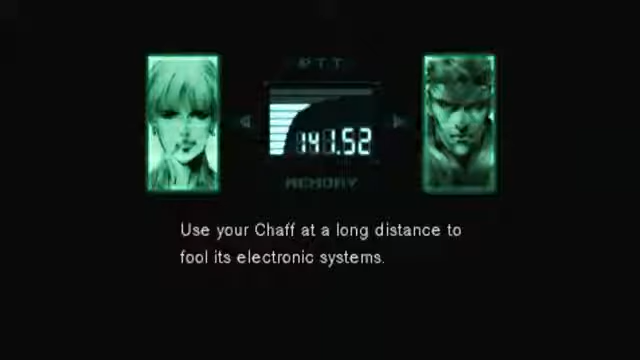 PTT
141.52
MEMORY
Use your Chaff at a long distance to
fool its electronic systems.